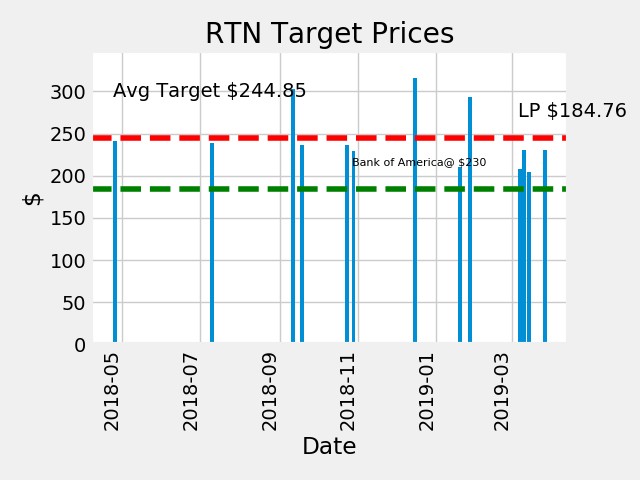 RTN Target Prices
Avg Target $244.85
LP $184.76
Bank of America@ $230
$
300
250
200
150
100
50
0
2018-05
2018-07
2018-09
2018-11
2019-01
2019-03
Date